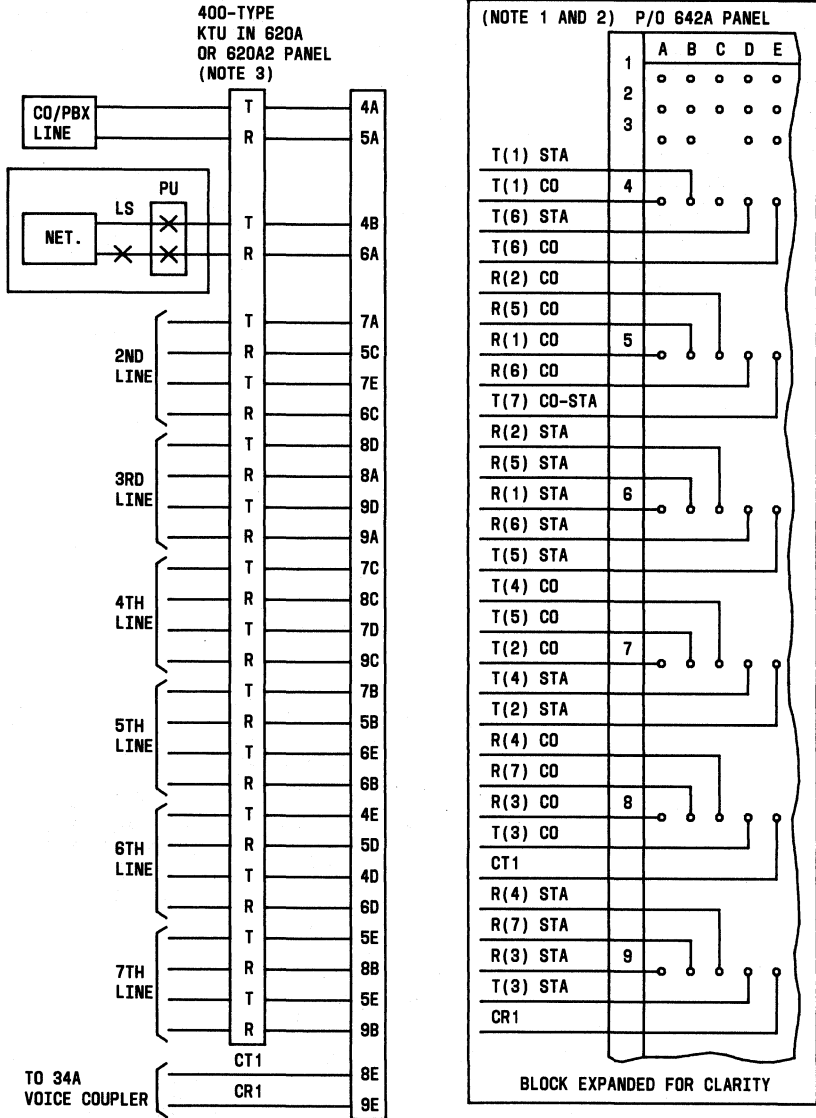 400-TYPE
KTU IN 620A
OR 620A2 PANEL
(NOTE 3)
CO/PBX
LINE
T 4A
R 5A
PU
LS
NET.
T 4B
R 6A
2ND
LINE
T 7A
R 5C
T 7E
R 6C
3RD
LINE
T 8D
R 8A
T 9D
R 9A
4TH
LINE
T 7C
R 8C
T 7D
R 9C
5TH
LINE
T 7B
R 5B
T 6E
R 6B
6TH
LINE
T 4E
R 5D
T 4D
R 6D
7TH
LINE
T 5E
R 8B
T 5E
R 9B
TO 34A
VOICE COUPLER
CT1 8E
CR1 9E
(NOTE 1 AND 2) P/O 642A PANEL
A B C D E
1
2
3
T(1) STA
T(1) CO 4
T(6) STA
T(6) CO
R(2) CO
R(5) CO
R(1) CO 5
R(6) CO
T(7) CO-STA
R(2) STA
R(5) STA
R(1) STA 6
R(6) STA
T(5) STA
T(4) CO
T(5) CO
T(2) CO 7
T(4) STA
T(2) STA
R(4) CO
R(7) CO
R(3) CO 8
T(3) CO
CT1
R(4) STA
R(7) STA
R(3) STA 9
T(3) STA
CR1
BLOCK EXPANDED FOR CLARITY